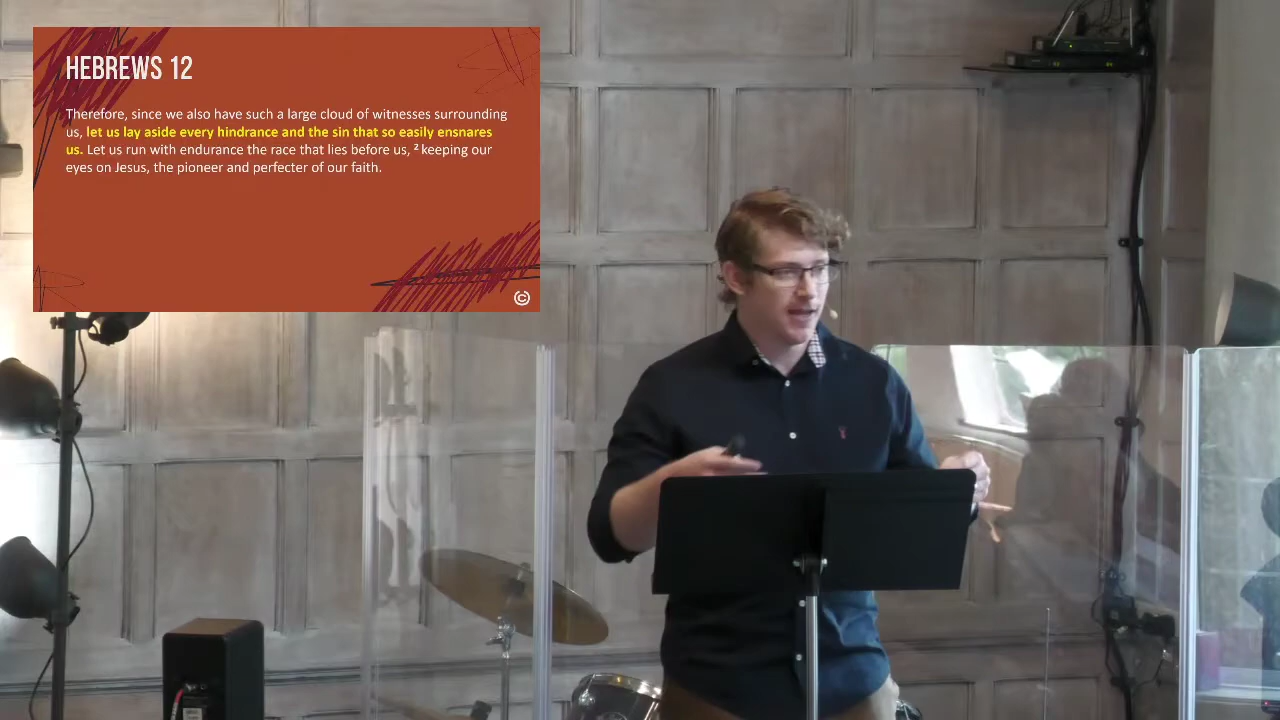 HEBREWS 12
Therefore, since we also have such a large cloud of witnesses surrounding
us, let us lay aside every hindrance and the sin that so easily ensnares
us. Let us run with endurance the race that lies before us, ² keeping our
eyes on Jesus, the pioneer and perfecter of our faith.